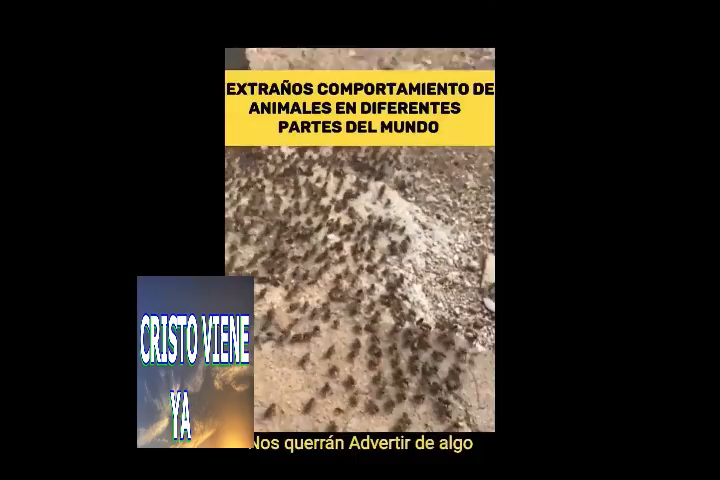 EXTRAÑOS COMPORTAMIENTO DE
ANIMALES EN DIFERENTES
PARTES DEL MUNDO
CRISTO VIENE
YA
Nos querrán Advertir de algo